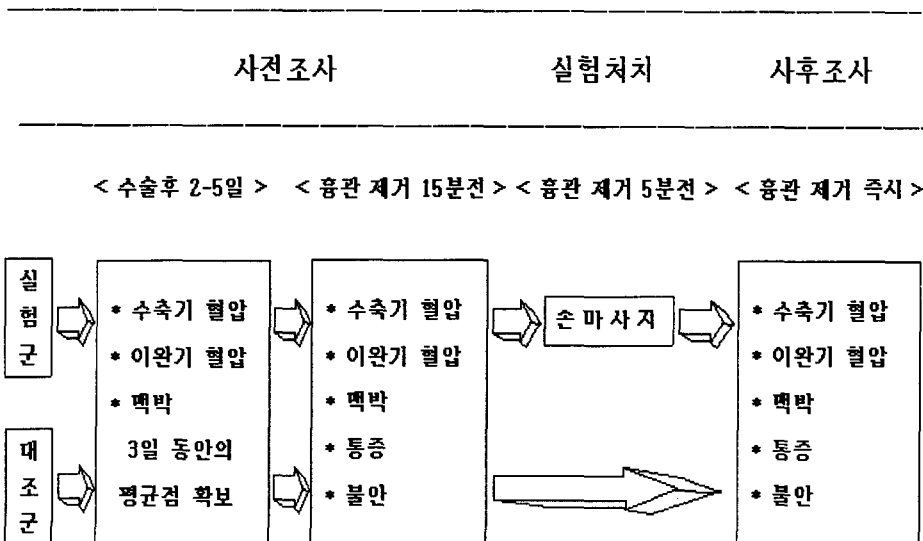 사전조사 실험처치 사후조사
< 수술후 2-5일 > < 흉관 제거 15분전 > < 흉관 제거 5분전 > < 흉관 제거 즉시 >
실험군
* 수축기 혈압
* 이완기 혈압
* 맥박
3일 동안의
평균점 확보
* 수축기 혈압
* 이완기 혈압
* 맥박
* 통증
* 불안
손마사지
* 수축기 혈압
* 이완기 혈압
* 맥박
* 통증
* 불안
대조군